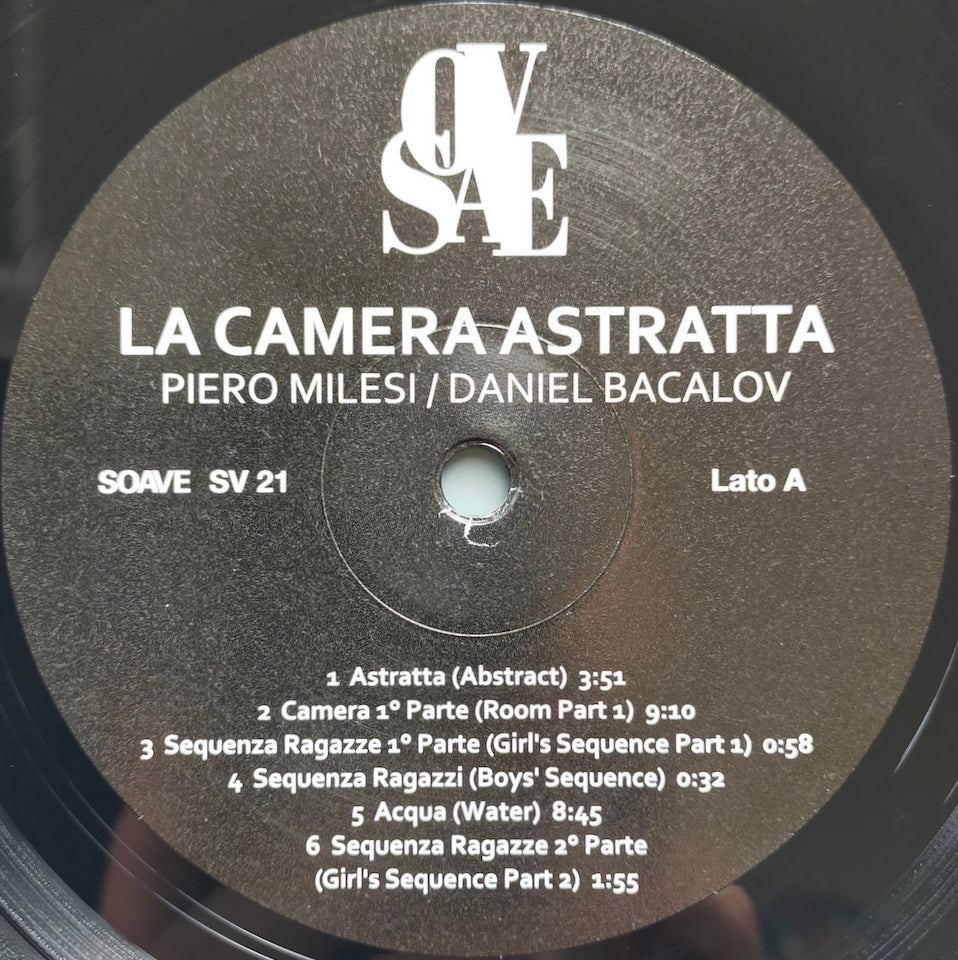 SOAVE
LA CAMERA ASTRATTA
PIERO MILESI / DANIEL BACALOV
SOAVE SV 21
Lato A
1 Astratta (Abstract) 3:51
2 Camera 1° Parte (Room Part 1) 9:10
3 Sequenza Ragazze 1° Parte (Girl's Sequence Part 1) 0:58
4 Sequenza Ragazzi (Boys' Sequence) 0:32
5 Acqua (Water) 8:45
6 Sequenza Ragazze 2° Parte
(Girl's Sequence Part 2) 1:55